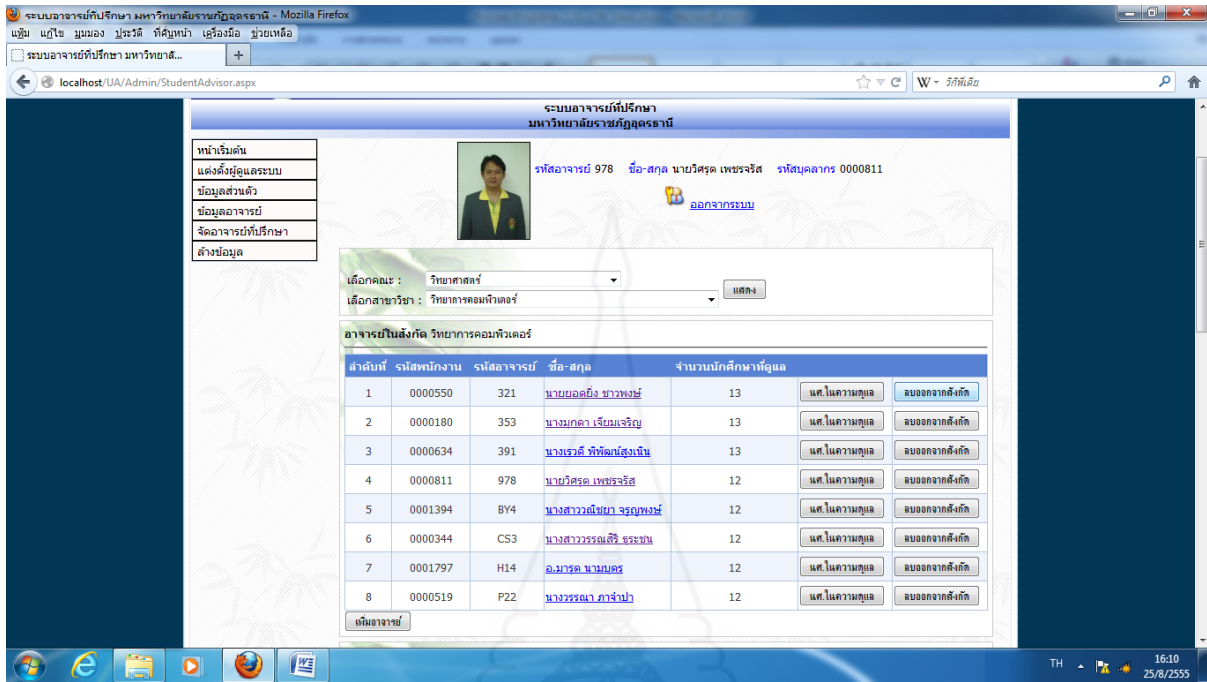 ระบบอาจารย์ที่ปรึกษา มหาวิทยาลัยราชภัฏอุดรธานี - Mozilla Firefox
แฟ้ม แก้ไข มุมมอง ประวัติ ที่คั่นหน้า เครื่องมือ ช่วยเหลือ
ระบบอาจารย์ที่ปรึกษา มหาวิทยาลั... +
localhost/UA/Admin/StudentAdvisor.aspx W วิกิพีเดีย
ระบบอาจารย์ที่ปรึกษา
มหาวิทยาลัยราชภัฏอุดรธานี
หน้าเริ่มต้น
แต่งตั้งผู้ดูแลระบบ
ข้อมูลส่วนตัว
ข้อมูลอาจารย์
จัดอาจารย์ที่ปรึกษา
ล้างข้อมูล
รหัสอาจารย์ 978 ชื่อ-สกุล นายวิศรุต เพชรจรัส รหัสบุคลากร 0000811
ออกจากระบบ
เลือกคณะ : วิทยาศาสตร์
เลือกสาขาวิชา : วิทยาการคอมพิวเตอร์
แสดง
อาจารย์ในสังกัด วิทยาการคอมพิวเตอร์
ลำดับที่ รหัสพนักงาน รหัสอาจารย์ ชื่อ-สกุล จำนวนนักศึกษาที่ดูแล
1 0000550 321 นายยอดยิ่ง ชาวพงษ์ 13 นศ.ในความดูแล ลบออกจากสังกัด
2 0000180 353 นางมุกดา เจียมเจริญ 13 นศ.ในความดูแล ลบออกจากสังกัด
3 0000634 391 นางเรวดี พิพัฒน์สูงเนิน 13 นศ.ในความดูแล ลบออกจากสังกัด
4 0000811 978 นายวิศรุต เพชรจรัส 12 นศ.ในความดูแล ลบออกจากสังกัด
5 0001394 BY4 นางสาววณิชยา จรูญพงษ์ 12 นศ.ในความดูแล ลบออกจากสังกัด
6 0000344 CS3 นางสาววรรณสิริ ธุระชน 12 นศ.ในความดูแล ลบออกจากสังกัด
7 0001797 H14 อ.มารุต นามบุตร 12 นศ.ในความดูแล ลบออกจากสังกัด
8 0000519 P22 นางวรรณา ภาจำปา 12 นศ.ในความดูแล ลบออกจากสังกัด
เพิ่มอาจารย์
TH 16:10
25/8/2555